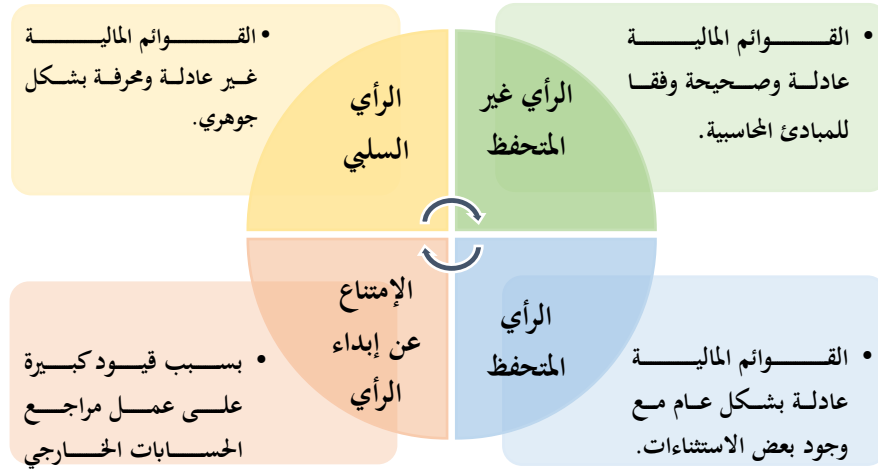 الرأي غير
المتحفظ
• القوائم المالية
عادلة وصحيحة وفقا
للمبادئ المحاسبية.
الرأي
المتحفظ
• القوائم المالية
عادلة بشكل عام مع
وجود بعض الاستثناءات.
الإمتناع
عن إبداء
الرأي
• بسبب قيود كبيرة
على عمل مراجع
الحسابات الخارجي
الرأي
السلبي
• القوائم المالية
غير عادلة ومحرفة بشكل
جوهري.